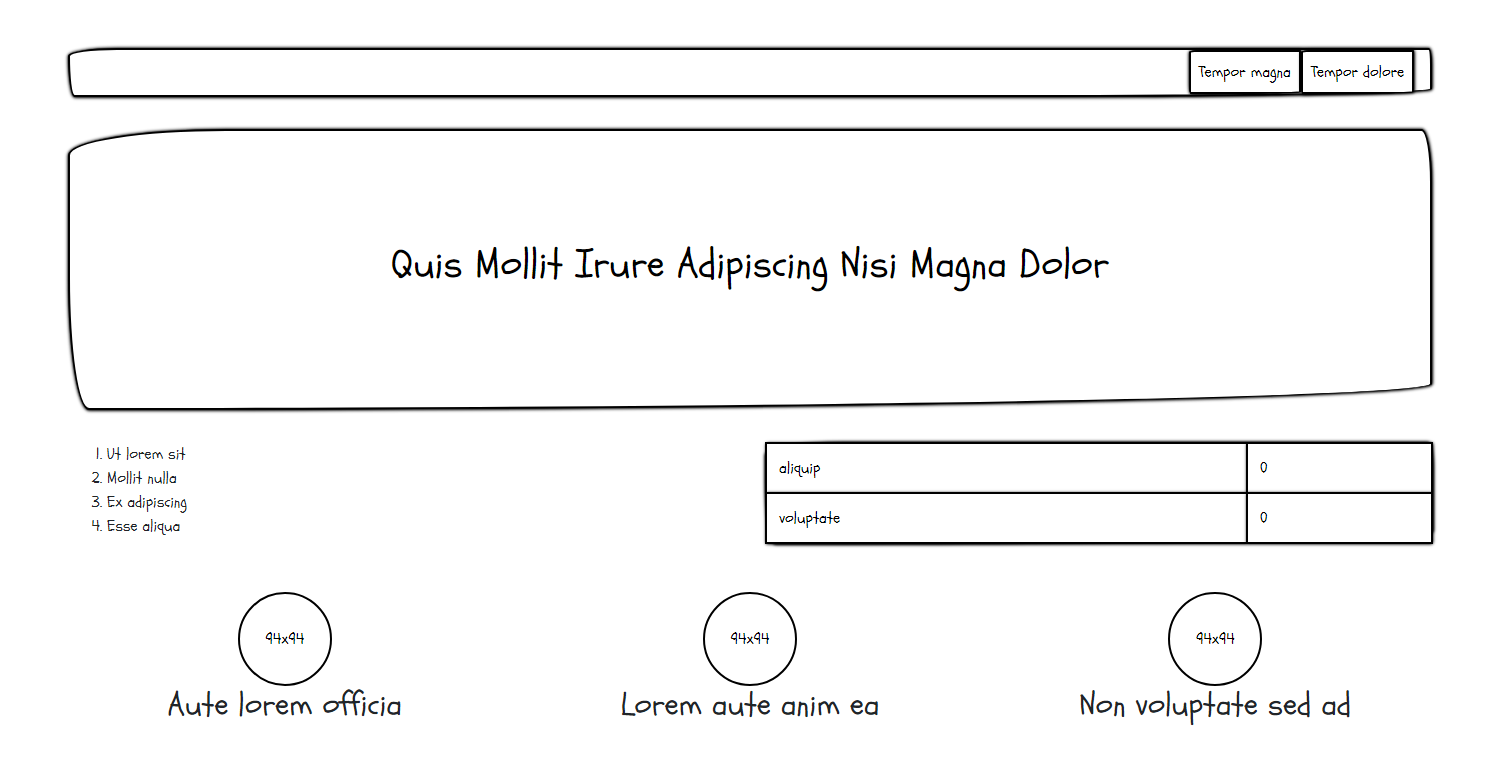 Tempor magna Tempor dolore
Quis Mollit Irure Adipiscing Nisi Magna Dolor
1. Ut lorem sit
2. Mollit nulla
3. Ex adipiscing
4. Esse aliqua
aliquip 0
voluptate 0
94x94 94x94 94x94
Aute lorem officia Lorem aute anim ea Non voluptate sed ad